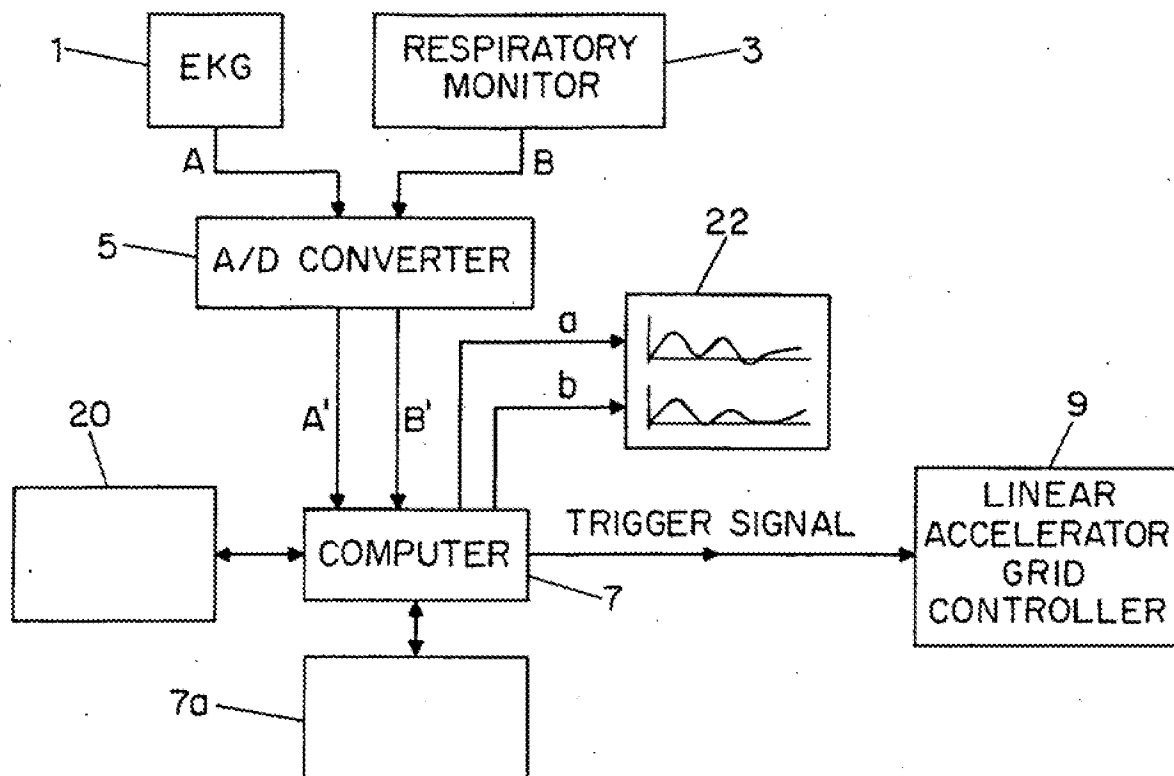 1
EKG
RESPIRATORY
MONITOR
3
A
B
5
A/D CONVERTER
22
a
b
A'
B'
20
9
COMPUTER
7
TRIGGER SIGNAL
LINEAR
ACCELERATOR
GRID
CONTROLLER
7a